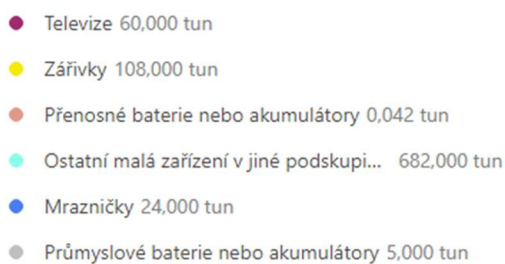 Televize 60,000 tun
Zářivky 108,000 tun
Přenosné baterie nebo akumulátory 0,042 tun
Ostatní malá zařízení v jiné podskupi... 682,000 tun
Mrazničky 24,000 tun
Průmyslové baterie nebo akumulátory 5,000 tun